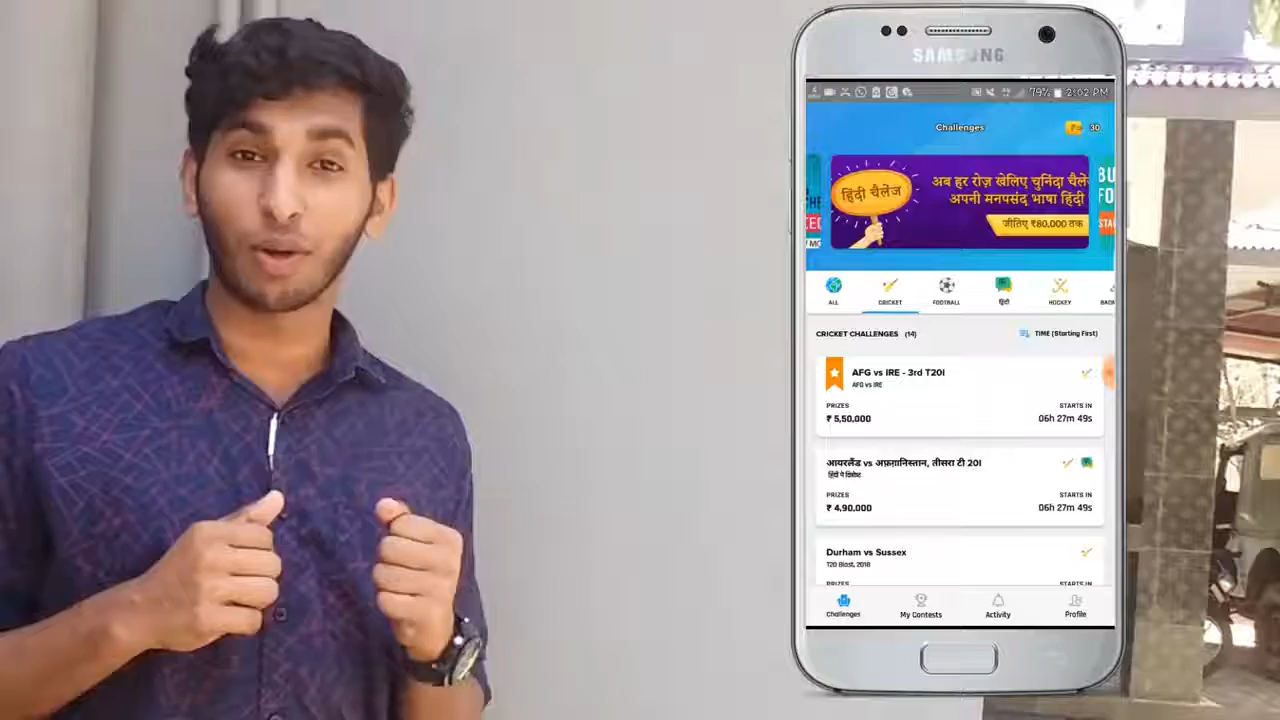 SAMSUNG
79% 2:02 PM
Challenges
30
हिंदी चैलेंज
अब हर रोज़ खेलिए चुनिंदा चैले
अपनी मनपसंद भाषा हिंदी
जीतिए ₹80,000 तक
BU
FO
STA
ALL
CRICKET
FOOTBALL
हिंदी
HOCKEY
CRICKET CHALLENGES (14)
TIME (Starting First)
AFG vs IRE - 3rd T20I
AFG vs IRE
PRIZES
STARTS IN
₹ 5,50,000
06h 27m 49s
आयरलैंड vs अफ़ग़ानिस्तान, तीसरा टी 20I
हिंदी में क्रिकेट
PRIZES
STARTS IN
₹ 4,90,000
06h 27m 49s
Durham vs Sussex
T20 Blast, 2018
PRIZES
STARTS IN
Challenges
My Contests
Activity
Profile